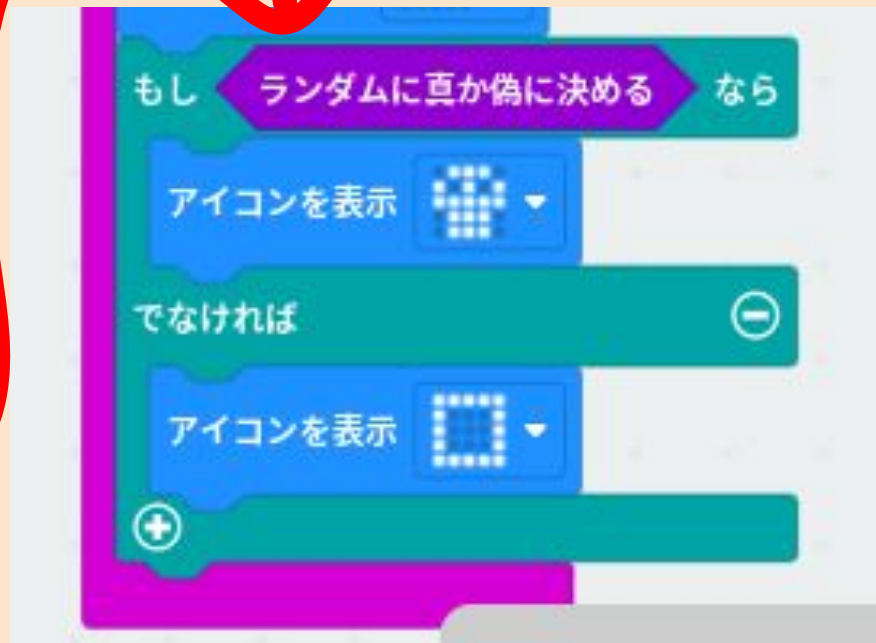 もし ランダムに真か偽に決める なら
アイコンを表示
でなければ
アイコンを表示